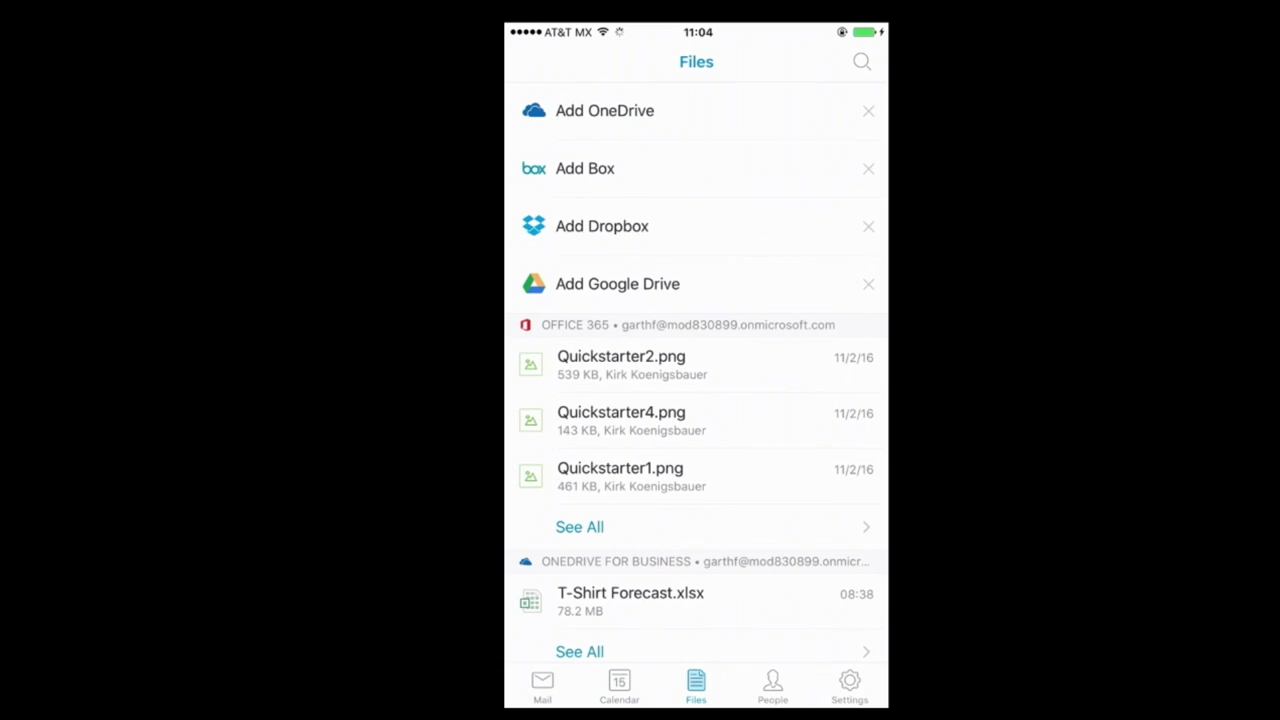 AT&T MX 11:04
Files
Add OneDrive
box Add Box
Add Dropbox
Add Google Drive
OFFICE 365 • garthf@mod830899.onmicrosoft.com
Quickstarter2.png 11/2/16
539 KB, Kirk Koenigsbauer
Quickstarter4.png 11/2/16
143 KB, Kirk Koenigsbauer
Quickstarter1.png 11/2/16
461 KB, Kirk Koenigsbauer
See All
ONEDRIVE FOR BUSINESS • garthf@mod830899.onmicr...
T-Shirt Forecast.xlsx 08:38
78.2 MB
See All
15
Mail Calendar Files People Settings